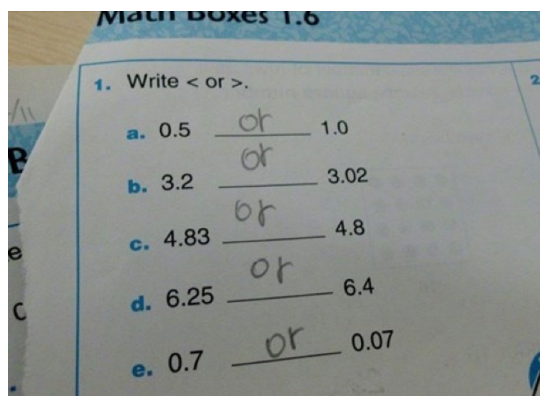 Math Boxes 1.6
1. Write < or >.
a. 0.5 or 1.0
b. 3.2 or 3.02
c. 4.83 or 4.8
d. 6.25 or 6.4
e. 0.7 or 0.07
2
B
e
C